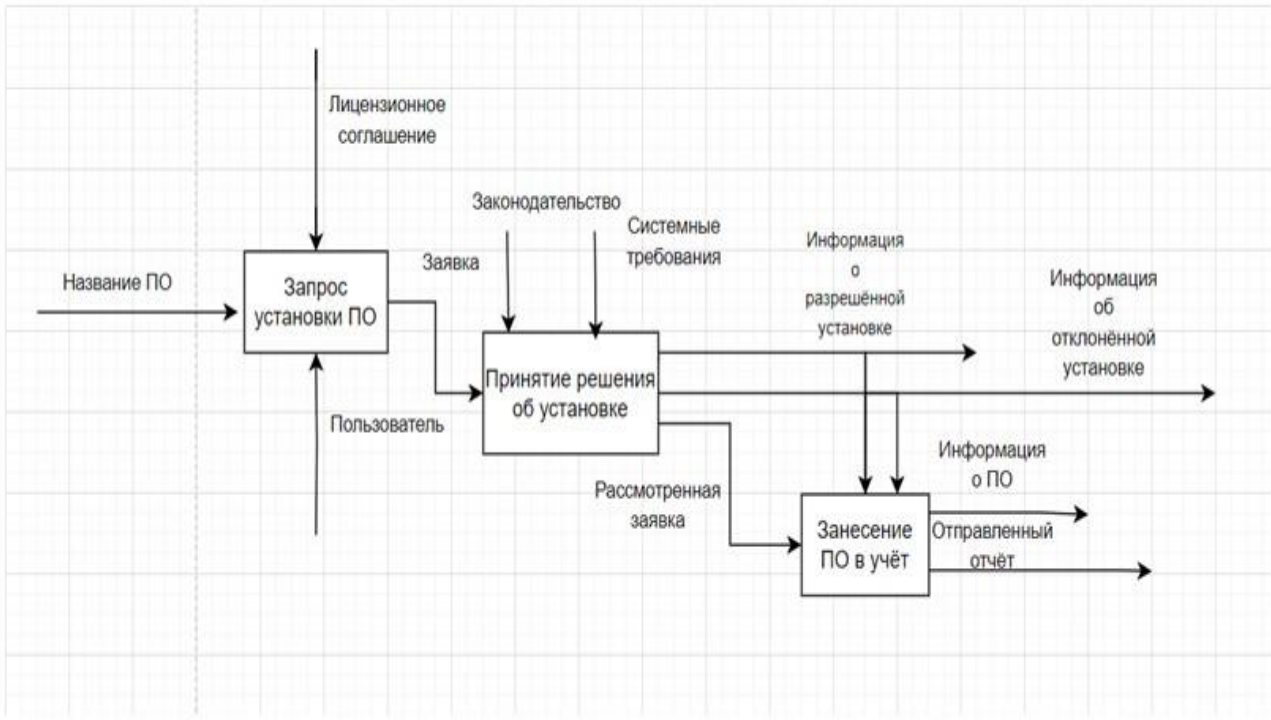 Лицензионное
соглашение
Название ПО
Запрос
установки ПО
Пользователь
Заявка
Законодательство
Системные
требования
Принятие решения
об установке
Рассмотренная
заявка
Информация
о
разрешённой
установке
Информация
об
отклонённой
установке
Занесение
ПО в учёт
Информация
о ПО
Отправленный
отчёт